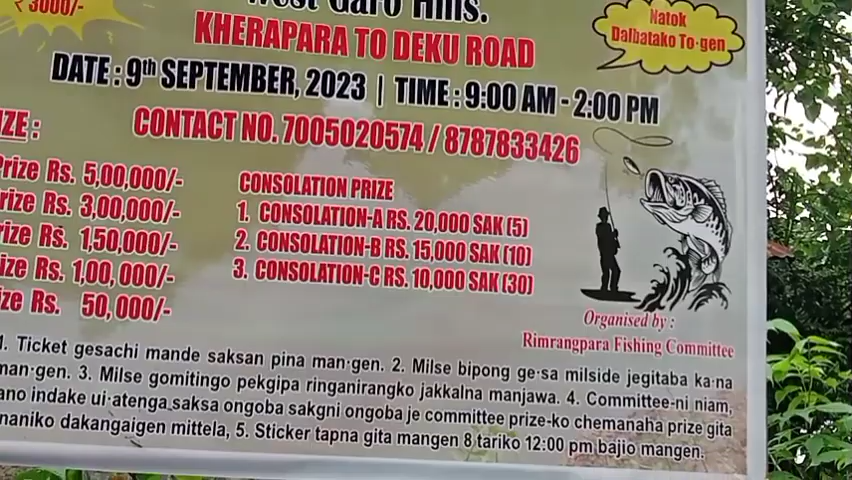 ₹ 3000/-
West Garo Hills.
KHERAPARA TO DEKU ROAD
Natok
Dalbatako To·gen
DATE : 9th SEPTEMBER, 2023 | TIME : 9:00 AM - 2:00 PM
CONTACT NO. 7005020574 / 8787833426
IZE :
Prize Rs. 5,00,000/-
rize Rs. 3,00,000/-
rize Rs. 1,50,000/-
ize Rs. 1,00,000/-
ize Rs. 50,000/-
CONSOLATION PRIZE
1. CONSOLATION-A RS. 20,000 SAK (5)
2. CONSOLATION-B RS. 15,000 SAK (10)
3. CONSOLATION-C RS. 10,000 SAK (30)
Organised by :
Rimrangpara Fishing Committee
1. Ticket gesachi mande saksan pina man·gen. 2. Milse bipong ge·sa milside jegitaba ka·na
man·gen. 3. Milse gomitingo pekgipa ringanirangko jakkalna manjawa. 4. Committee-ni niam,
ano indake ui·atenga saksa ongoba sakgni ongoba je committee prize-ko chemanaha prize gita
naniko dakangaigen mittela, 5. Sticker tapna gita mangen 8 tariko 12:00 pm bajio mangen.